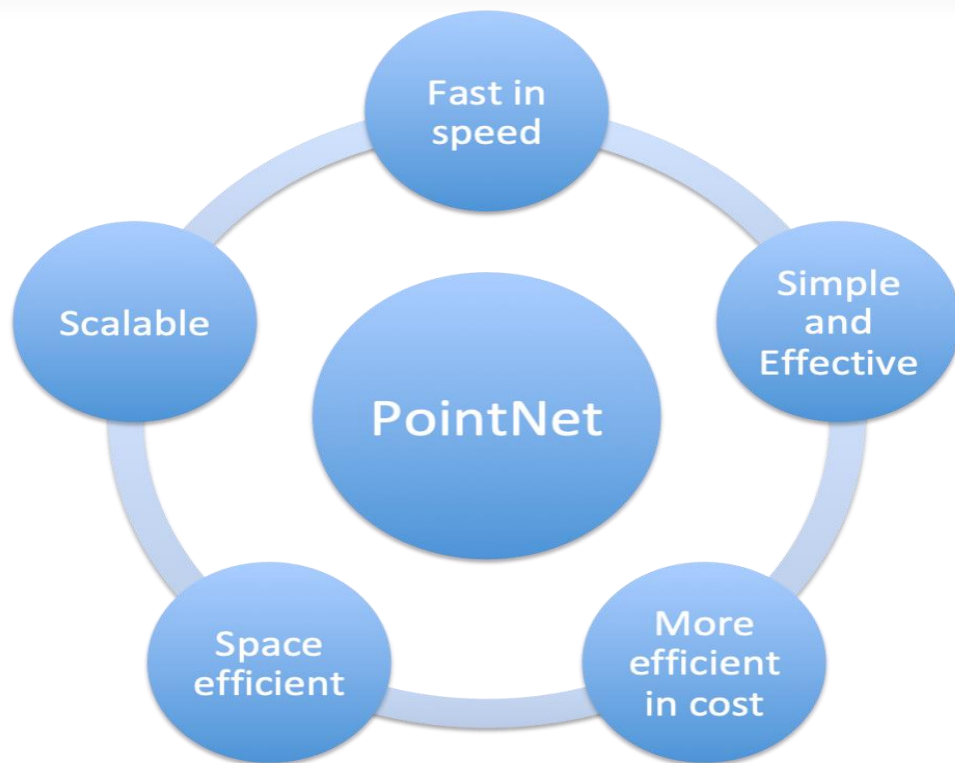 Fast in
speed
Simple
and
Effective
More
efficient
in cost
Space
efficient
Scalable
PointNet